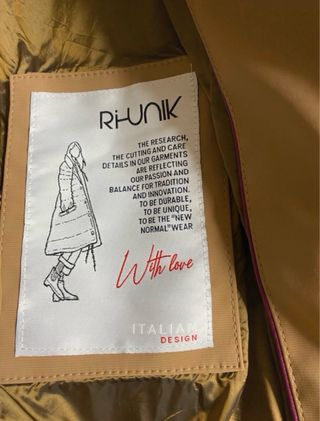 Ri-UNIK
THE RESEARCH,
THE CUTTING AND CARE
DETAILS IN OUR GARMENTS
ARE REFLECTING
OUR PASSION AND
BALANCE FOR TRADITION
AND INNOVATION.
TO BE DURABLE,
TO BE UNIQUE,
TO BE THE "NEW
NORMAL" WEAR
With love
ITALIAN
DESIGN